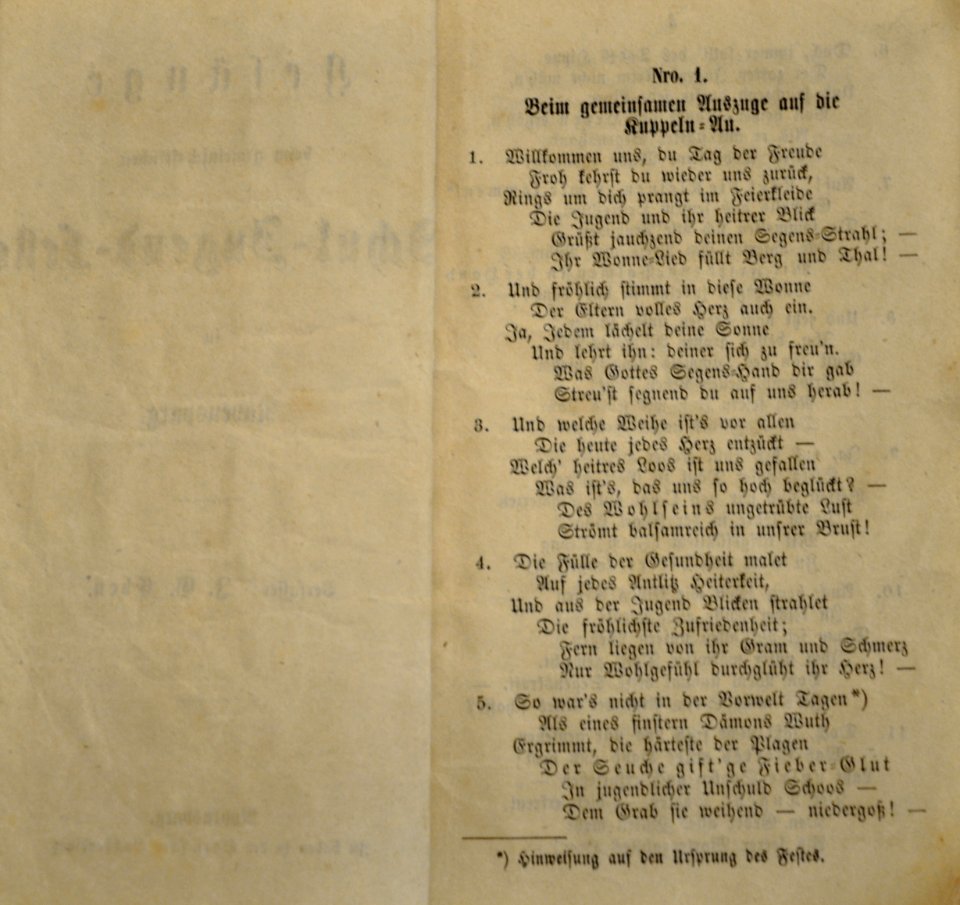 Nro. 1.
Beim gemeinsamen Auszuge auf die
Kuppeln-Au.
1. Willkommen uns, du Tag der Freude
Froh kehrst du wieder uns zurück,
Rings um dich prangt im Feierkleide
Die Jugend und ihr heitrer Blick
Grüßt jauchzend deinen Segens-Strahl; —
Ihr Wonne-Lied füllt Berg und Thal! —
2. Und fröhlich stimmt in diese Wonne
Der Eltern volles Herz auch ein.
Ja, Jedem lächelt deine Sonne
Und lehrt ihn: deiner sich zu freu'n.
Was Gottes Segens-Hand dir gab
Streu'st segnend du auf uns herab! —
3. Und welche Weihe ist's vor allen
Die heute jedes Herz entzückt —
Welch' heitres Loos ist uns gefallen
Was ist's, das uns so hoch beglückt? —
Des Wohlseins ungetrübte Lust
Strömt balsamreich in unsrer Brust!
4. Die Fülle der Gesundheit malet
Auf jedes Antlitz Heiterkeit,
Und aus der Jugend Blicken strahlet
Die fröhlichste Zufriedenheit;
Fern liegen von ihr Gram und Schmerz
Nur Wohlgefühl durchglüht ihr Herz! —
5. So war's nicht in der Vorwelt Tagen*)
Als eines finstern Dämons Wuth
Ergrimmt, die härteste der Plagen
Der Seuche gift'ge Fieber-Glut
In jugendlicher Unschuld Schoos —
Dem Grab sie weihend — niedergoß! —
*) Hinweisung auf den Ursprung des Festes.